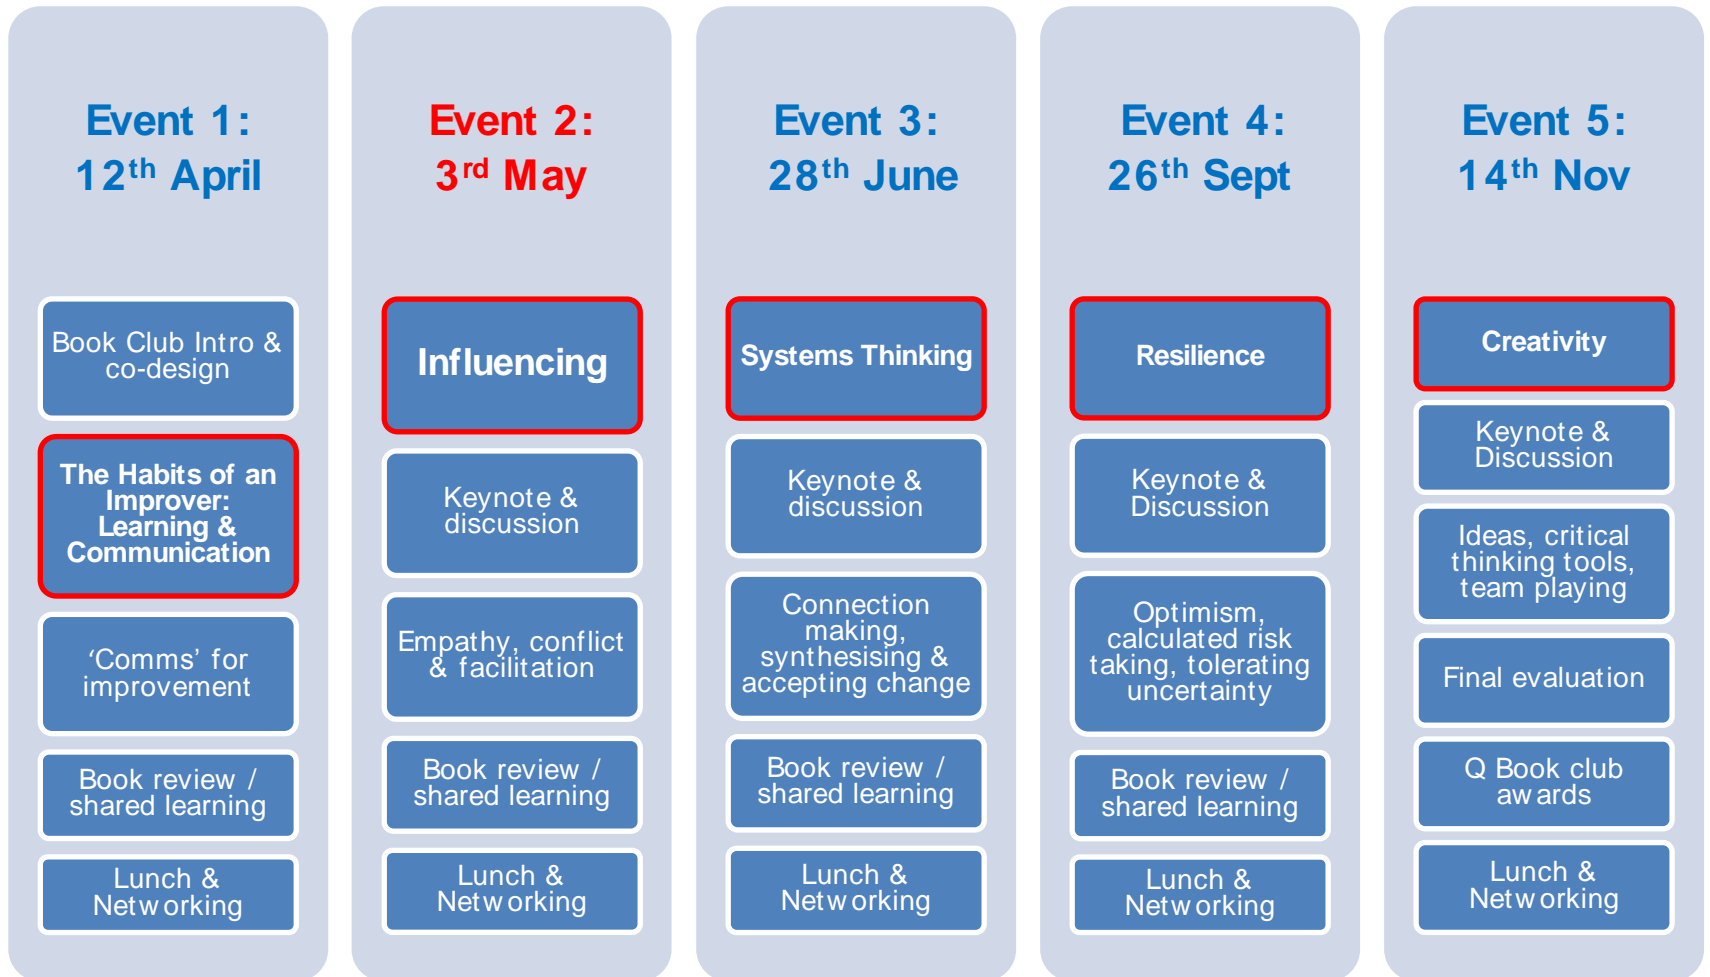 Event 1:
12th April
Book Club Intro &
co-design
The Habits of an
Improver:
Learning &
Communication
‘Comms’ for
improvement
Book review /
shared learning
Lunch &
Networking
Event 2:
3rd May
Influencing
Keynote &
discussion
Empathy, conflict
& facilitation
Book review /
shared learning
Lunch &
Networking
Event 3:
28th June
Systems Thinking
Keynote &
discussion
Connection
making,
synthesising &
accepting change
Book review /
shared learning
Lunch &
Networking
Event 4:
26th Sept
Resilience
Keynote &
Discussion
Optimism,
calculated risk
taking, tolerating
uncertainty
Book review /
shared learning
Lunch &
Networking
Event 5:
14th Nov
Creativity
Keynote &
Discussion
Ideas, critical
thinking tools,
team playing
Final evaluation
Q Book club
awards
Lunch &
Networking